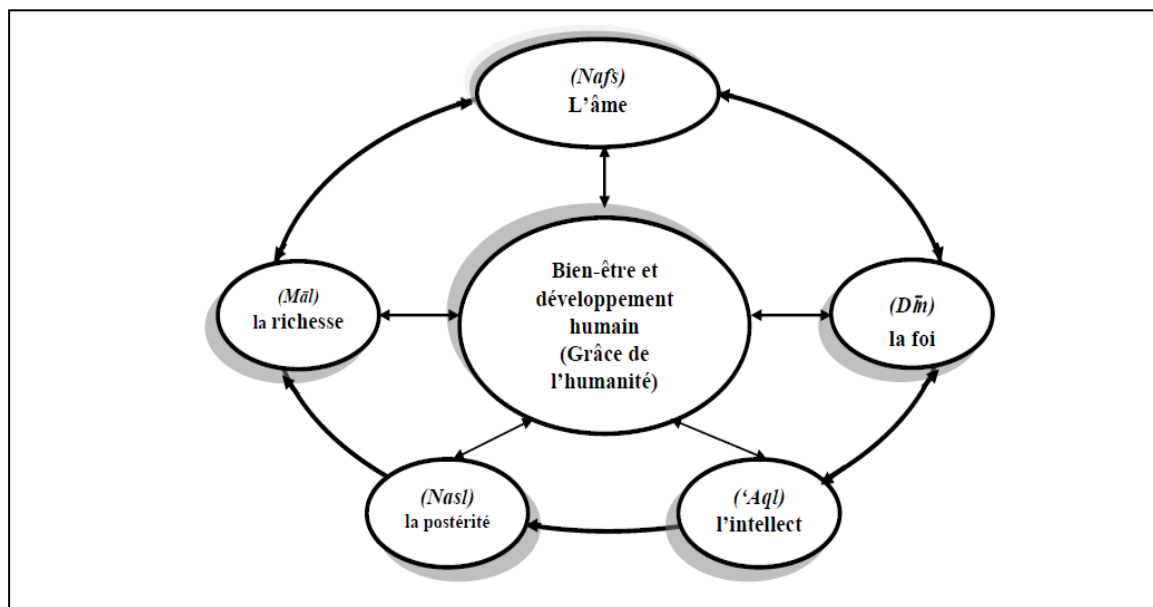 (Nafs)
L’âme
Bien-être et
développement
humain
(Grâce de
l’humanité)
(Māl)
la richesse
(Dīn)
la foi
(Nasl)
la postérité
(‘Aql)
l’intellect